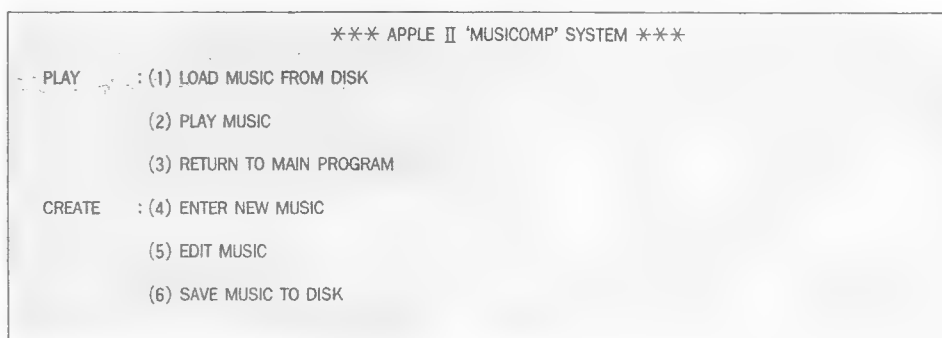 *** APPLE II 'MUSICOMP' SYSTEM ***
PLAY : (1) LOAD MUSIC FROM DISK
(2) PLAY MUSIC
(3) RETURN TO MAIN PROGRAM
CREATE : (4) ENTER NEW MUSIC
(5) EDIT MUSIC
(6) SAVE MUSIC TO DISK